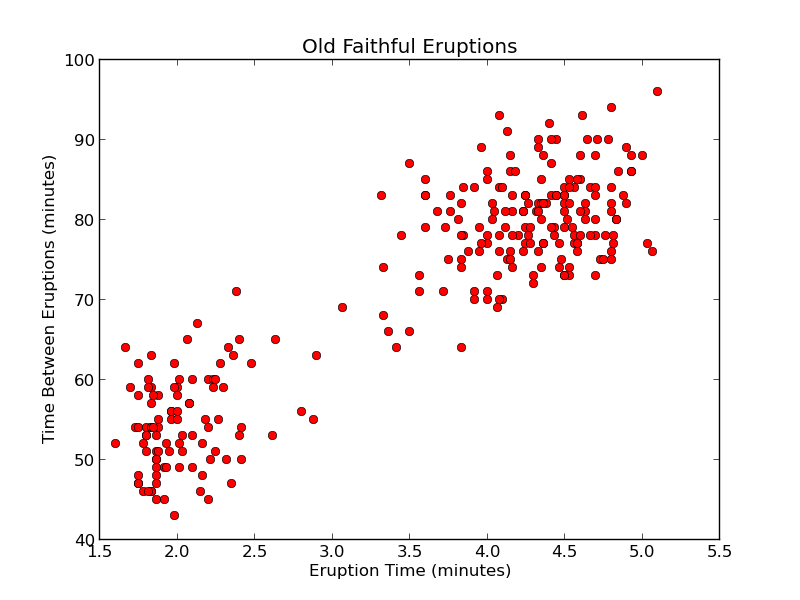 Old Faithful Eruptions
100
90
80
70
60
50
40
Time Between Eruptions (minutes)
1.5 2.0 2.5 3.0 3.5 4.0 4.5 5.0 5.5
Eruption Time (minutes)